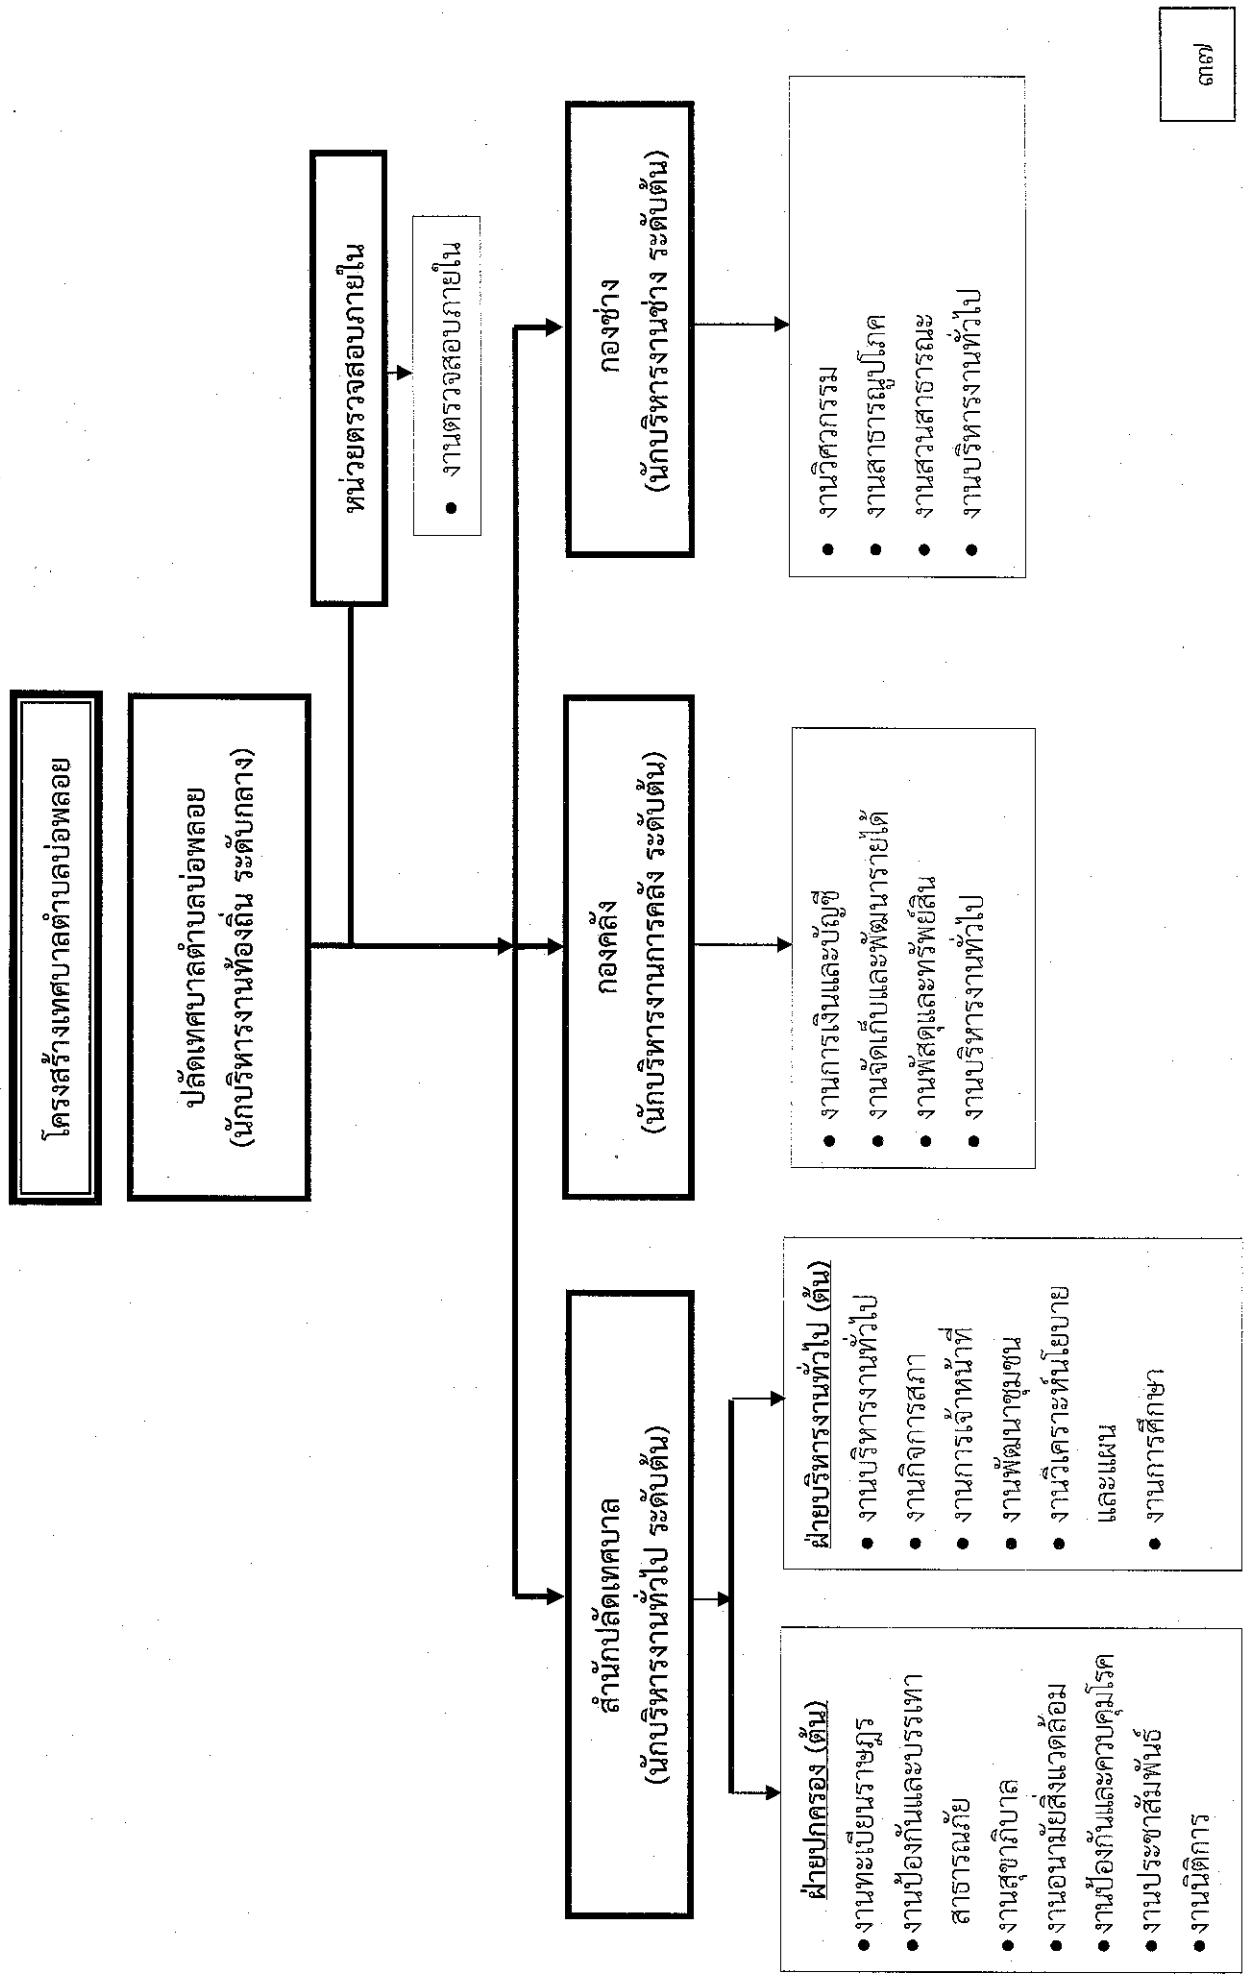 โครงสร้างเทศบาลตำบลบ่อพลอย
ปลัดเทศบาลตำบลบ่อพลอย
(นักบริหารงานท้องถิ่น ระดับกลาง)
หน่วยตรวจสอบภายใน
● งานตรวจสอบภายใน
สำนักปลัดเทศบาล
(นักบริหารงานทั่วไป ระดับต้น)
กองคลัง
(นักบริหารงานการคลัง ระดับต้น)
กองช่าง
(นักบริหารงานช่าง ระดับต้น)
ฝ่ายปกครอง (ต้น)
● งานทะเบียนราษฎร
● งานป้องกันและบรรเทา
สาธารณภัย
● งานสุขาภิบาล
● งานอนามัยสิ่งแวดล้อม
● งานป้องกันและควบคุมโรค
● งานประชาสัมพันธ์
● งานนิติการ
ฝ่ายบริหารงานทั่วไป (ต้น)
● งานบริหารงานทั่วไป
● งานกิจการสภา
● งานการเจ้าหน้าที่
● งานพัฒนาชุมชน
● งานวิเคราะห์นโยบาย
และแผน
● งานการศึกษา
● งานการเงินและบัญชี
● งานจัดเก็บและพัฒนารายได้
● งานพัสดุและทรัพย์สิน
● งานบริหารงานทั่วไป
● งานวิศวกรรม
● งานสาธารณูปโภค
● งานสวนสาธารณะ
● งานบริหารงานทั่วไป
๓๗